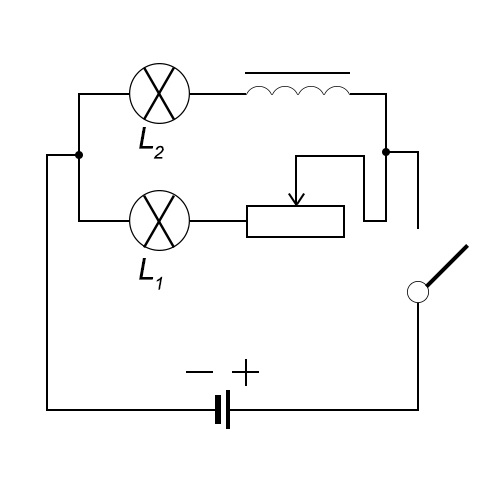 L₂
L₁
− +